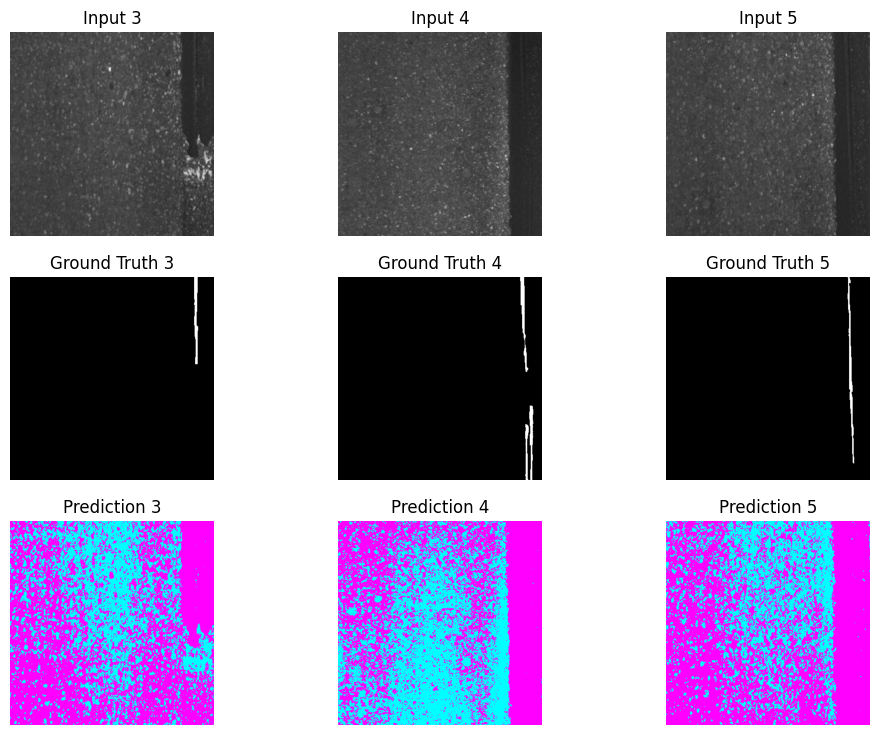 Input 3
Input 4
Input 5
Ground Truth 3
Ground Truth 4
Ground Truth 5
Prediction 3
Prediction 4
Prediction 5